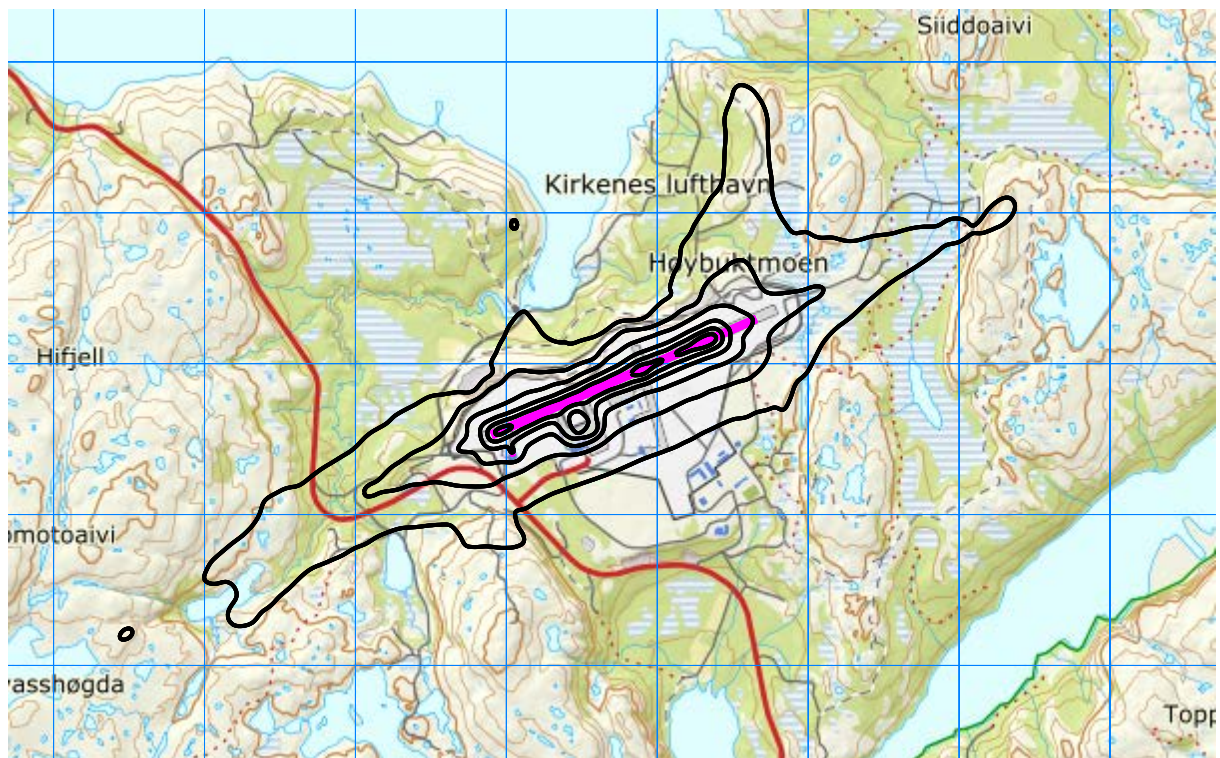 Siiddoaivi
Kirkenes lufthavn
Høybuktmoen
Hifjell
omotoaivi
vasshøgda
Topp